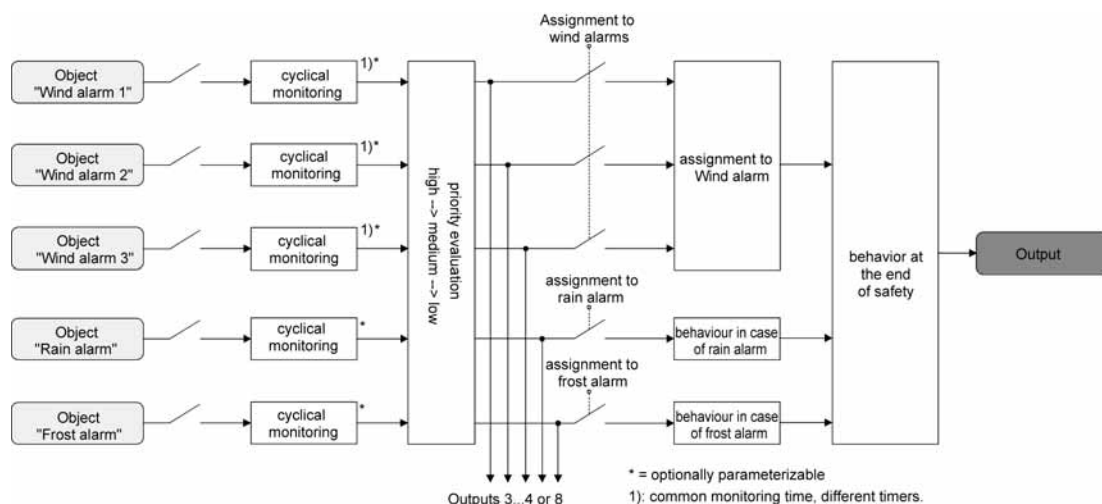 Assignment to
wind alarms
Object
"Wind alarm 1"
cyclical
monitoring
1)*
Object
"Wind alarm 2"
cyclical
monitoring
1)*
Object
"Wind alarm 3"
cyclical
monitoring
1)*
Object
"Rain alarm"
cyclical
monitoring
*
Object
"Frost alarm"
cyclical
monitoring
*
priority evaluation
high --> medium --> low
assignment to
Wind alarm
assignment to
rain alarm
behaviour in case
of rain alarm
assignment to
frost alarm
behaviour in case
of frost alarm
behavior at
the end
of safety
Output
Outputs 3...4 or 8
* = optionally parameterizable
1): common monitoring time, different timers.